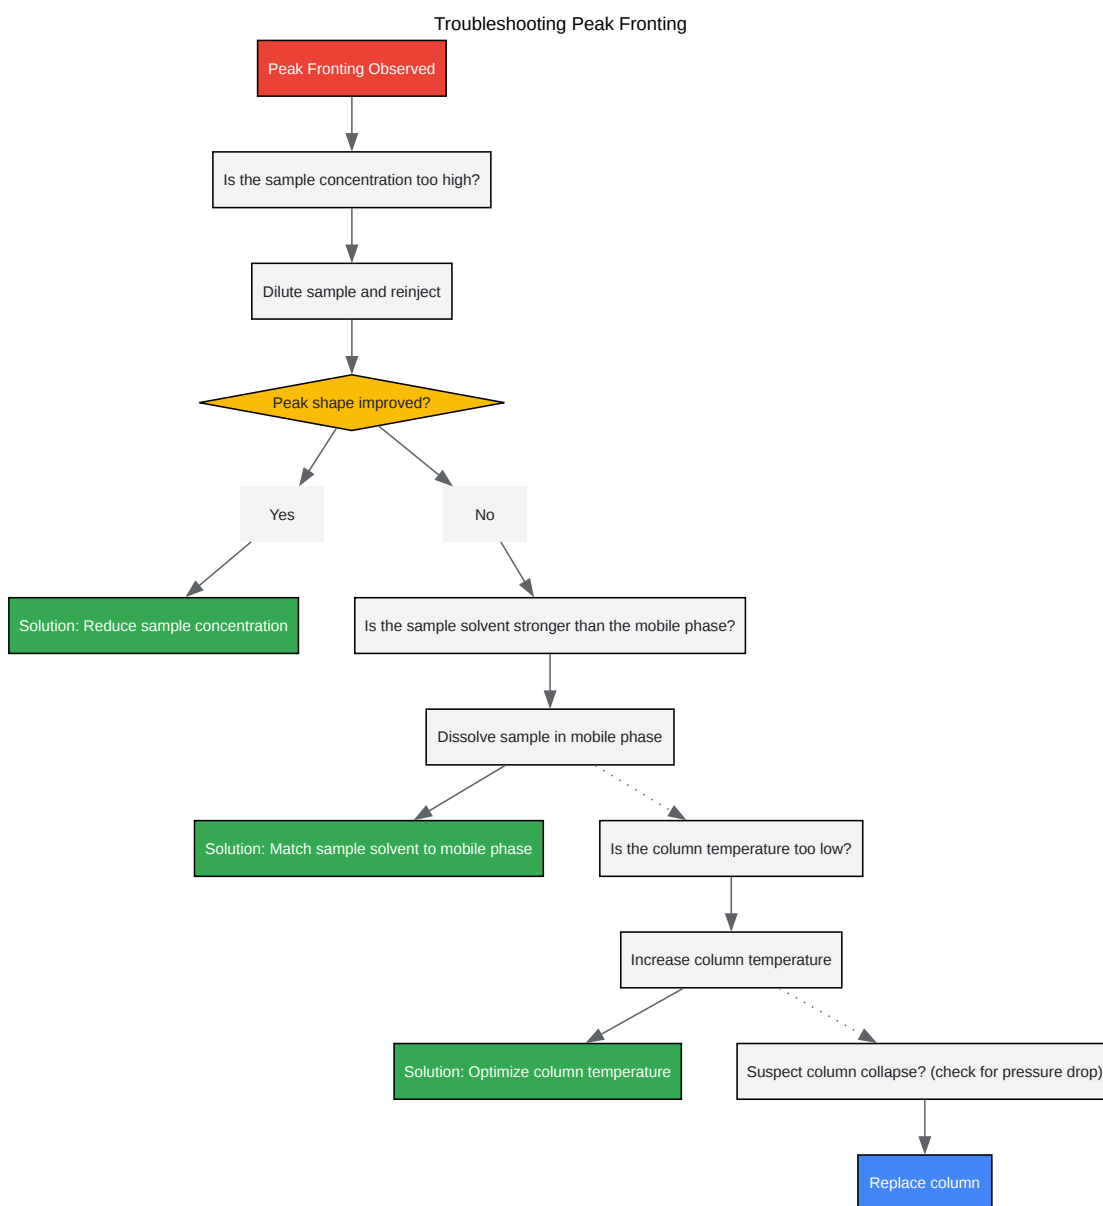 Troubleshooting Peak Fronting
Peak Fronting Observed
Is the sample concentration too high?
Dilute sample and reinject
Peak shape improved?
Yes
No
Solution: Reduce sample concentration
Is the sample solvent stronger than the mobile phase?
Dissolve sample in mobile phase
Solution: Match sample solvent to mobile phase
Is the column temperature too low?
Increase column temperature
Solution: Optimize column temperature
Suspect column collapse? (check for pressure drop)
Replace column